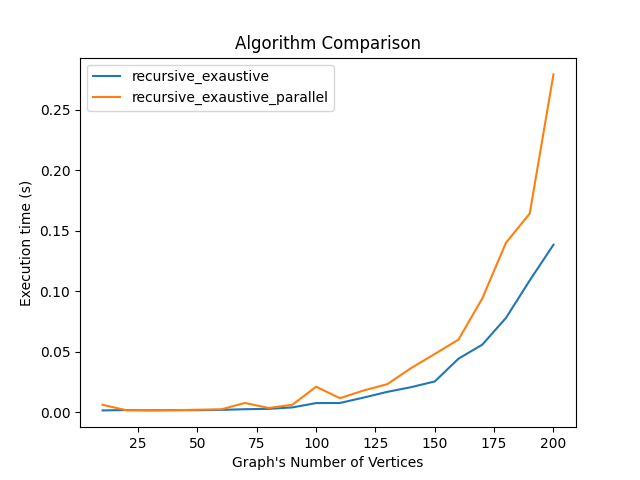 Algorithm Comparison
recursive_exaustive
recursive_exaustive_parallel
Execution time (s)
0.25
0.20
0.15
0.10
0.05
0.00
25 50 75 100 125 150 175 200
Graph's Number of Vertices